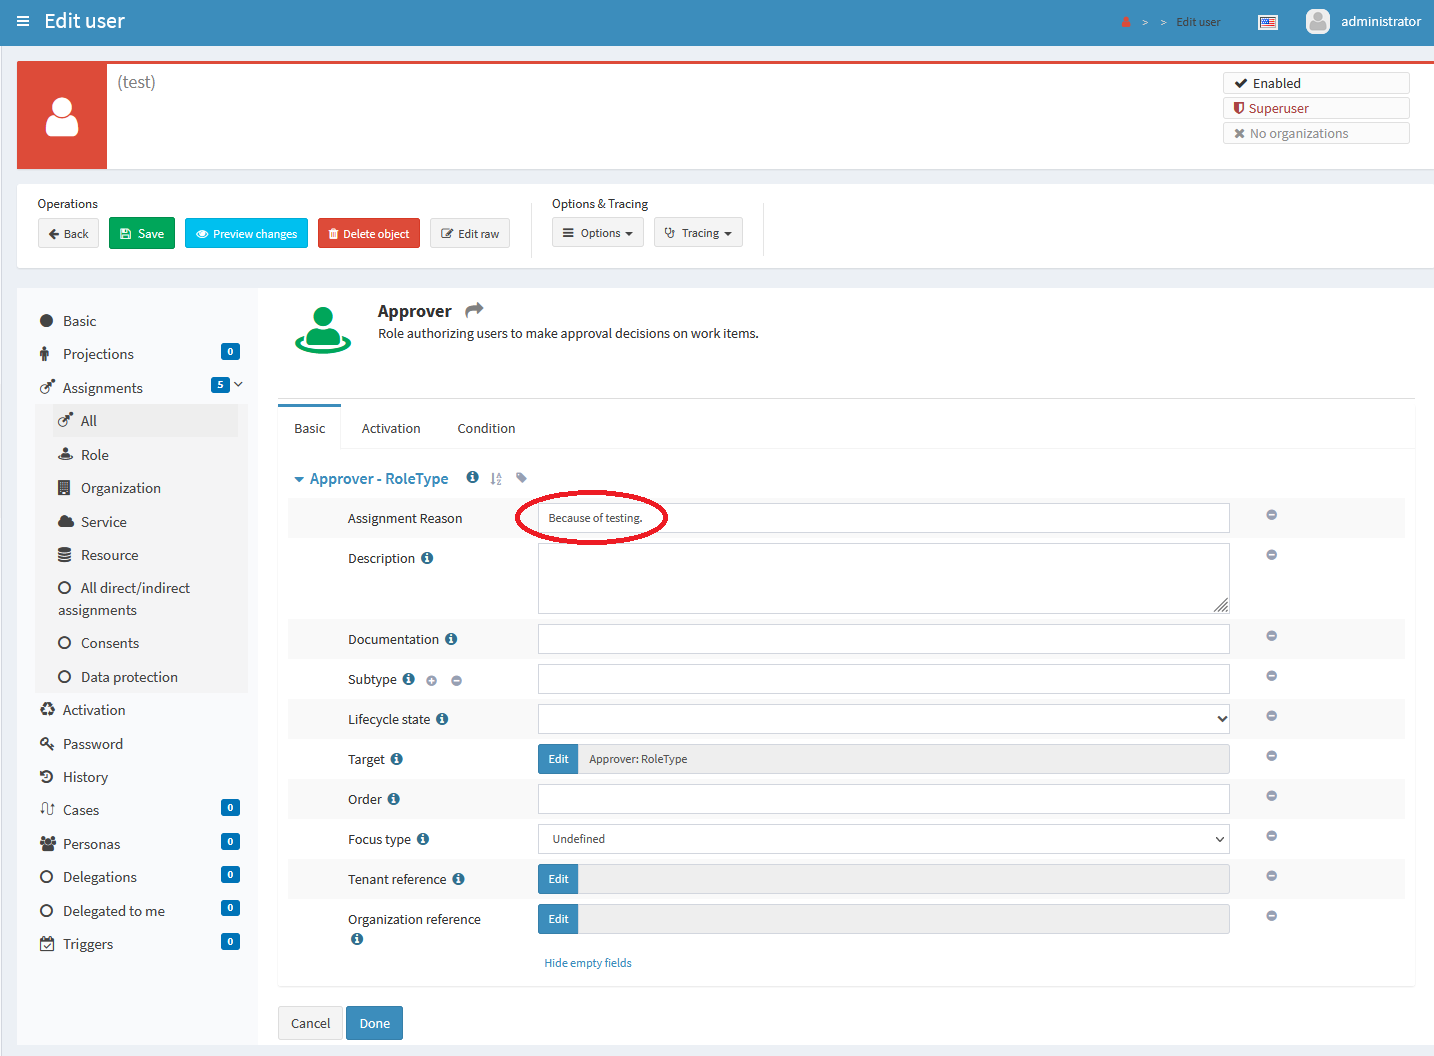 Edit user
> > Edit user
administrator
(test)
Enabled
Superuser
No organizations
Operations
Options & Tracing
Back
Save
Preview changes
Delete object
Edit raw
Options
Tracing
Basic
Projections 0
Assignments 5
All
Role
Organization
Service
Resource
All direct/indirect
assignments
Consents
Data protection
Activation
Password
History
Cases 0
Personas 0
Delegations 0
Delegated to me 0
Triggers 0
Approver
Role authorizing users to make approval decisions on work items.
Basic
Activation
Condition
Approver - RoleType
Assignment Reason
Because of testing.
Description
Documentation
Subtype
Lifecycle state
Target
Edit
Approver: RoleType
Order
Focus type
Undefined
Tenant reference
Edit
Organization reference
Edit
Hide empty fields
Cancel
Done